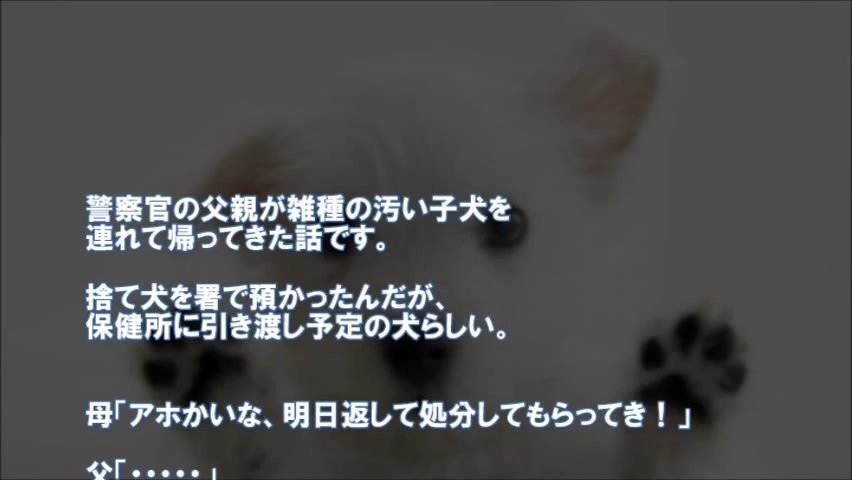 警察官の父親が雑種の汚い子犬を
連れて帰ってきた話です。
捨て犬を署で預かったんだが、
保健所に引き渡し予定の犬らしい。
母「アホかいな、明日返して処分してもらってき！」
父「・・・・・」